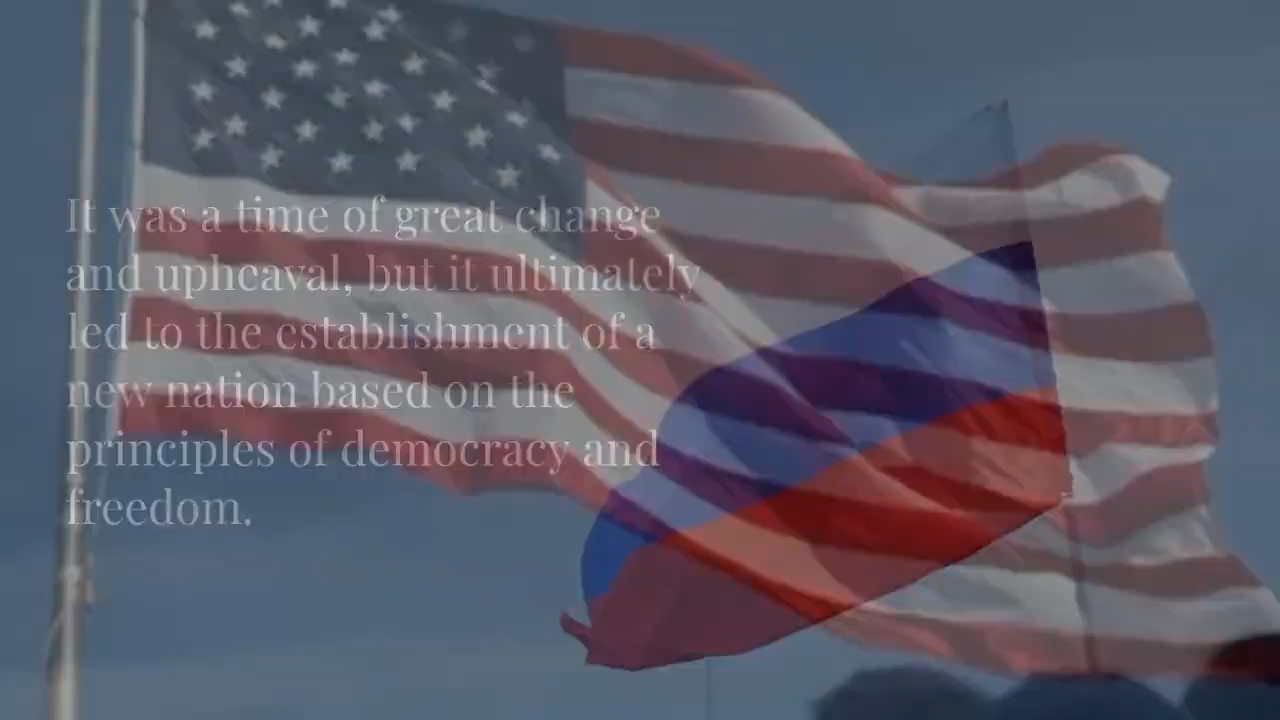 It was a time of great change
and upheaval, but it ultimately
led to the establishment of a
new nation based on the
principles of democracy and
freedom.